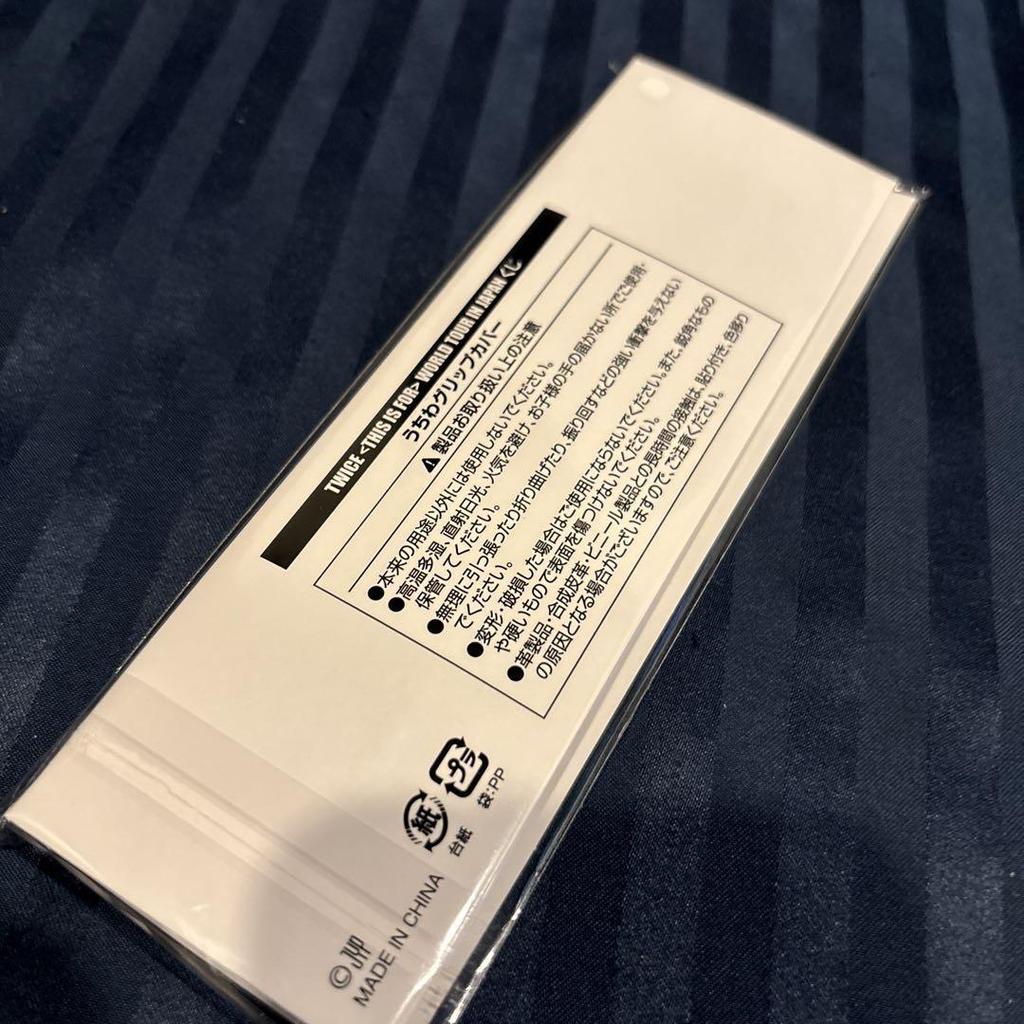 TWICE <THIS IS FOR> WORLD TOUR IN JAPAN くじ
うちわグリップカバー
⚠製品お取り扱い上の注意
●本来の用途以外には使用しないでください。
●高温多湿、直射日光、火気を避け、お子様の手の届かない所でご使用・
保管してください。
●無理に引っ張ったり折り曲げたり、振り回すなどの強い衝撃を与えない
でください。
●変形・破損した場合はご使用にならないでください。また、鋭角なもの
や硬いもので表面を傷つけないでください。
●革製品・合成皮革・ビニール製品との長時間の接触は、貼り付き、色移り
の原因となる場合がございますので、ご注意ください。
紙
台紙
プラ
袋:PP
© JYP
MADE IN CHINA